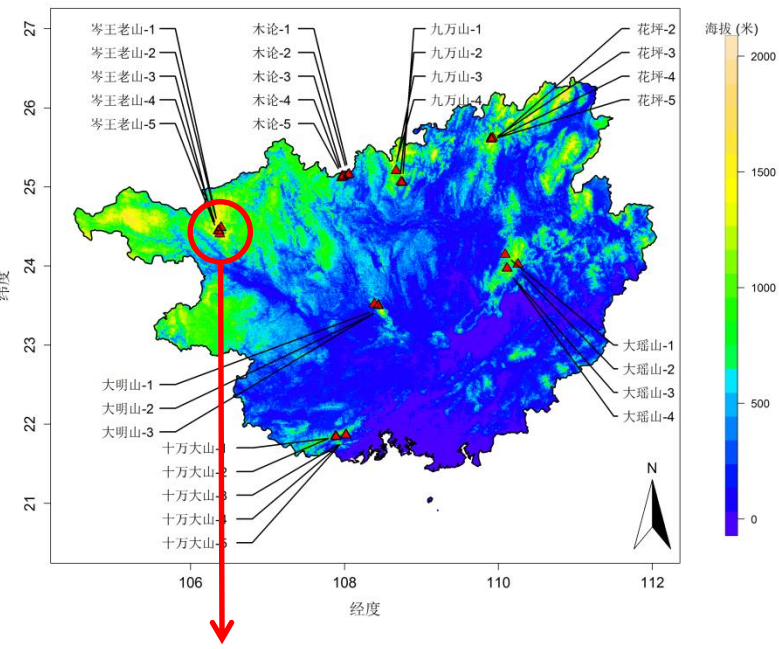 27
26
25
24
23
22
21
纬度
岑王老山-1
岑王老山-2
岑王老山-3
岑王老山-4
岑王老山-5
木论-1
木论-2
木论-3
木论-4
木论-5
九万山-1
九万山-2
九万山-3
九万山-4
花坪-2
花坪-3
花坪-4
花坪-5
海拔 (米)
2000
1500
1000
500
0
大明山-1
大明山-2
大明山-3
十万大山-1
十万大山-2
十万大山-3
十万大山-4
十万大山-5
大瑶山-1
大瑶山-2
大瑶山-3
大瑶山-4
N
106
108
110
112
经度